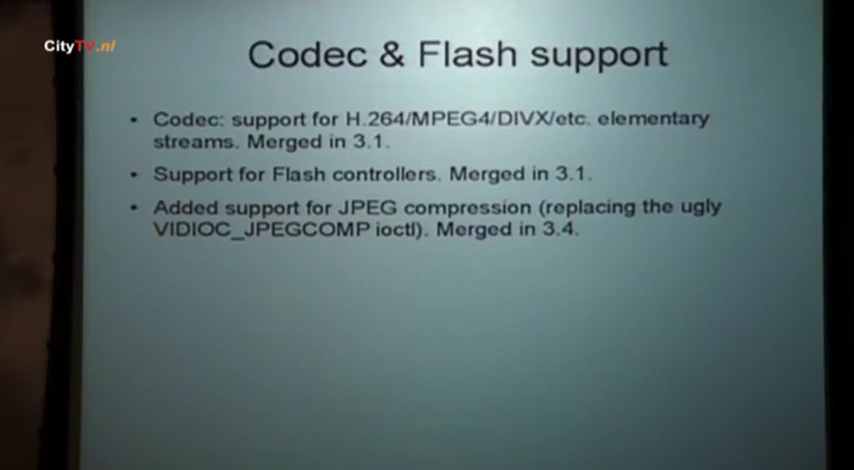 CityTV.nl
Codec & Flash support
• Codec: support for H.264/MPEG4/DIVX/etc. elementary
streams. Merged in 3.1.
• Support for Flash controllers. Merged in 3.1.
• Added support for JPEG compression (replacing the ugly
VIDIOC_JPEGCOMP ioctl). Merged in 3.4.